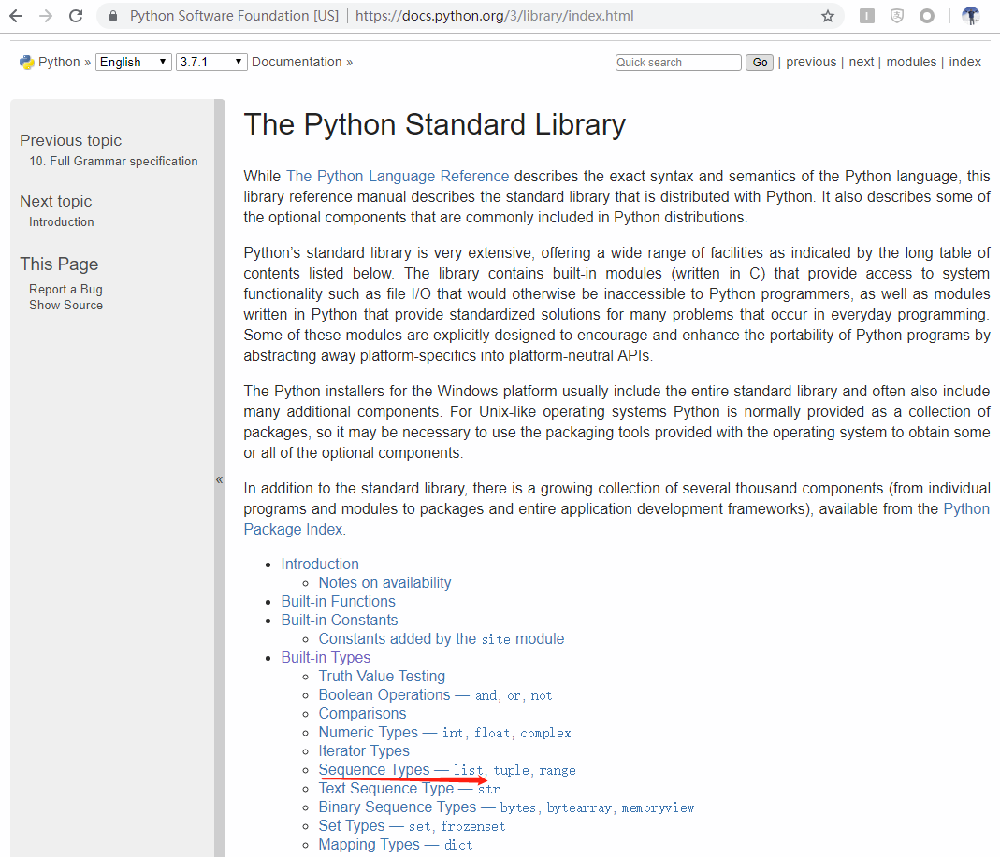 Python Software Foundation [US] | https://docs.python.org/3/library/index.html
Python » English 3.7.1 Documentation » Quick search Go | previous | next | modules | index
Previous topic
10. Full Grammar specification
Next topic
Introduction
This Page
Report a Bug
Show Source
«
The Python Standard Library
While The Python Language Reference describes the exact syntax and semantics of the Python language, this
library reference manual describes the standard library that is distributed with Python. It also describes some of
the optional components that are commonly included in Python distributions.
Python’s standard library is very extensive, offering a wide range of facilities as indicated by the long table of
contents listed below. The library contains built-in modules (written in C) that provide access to system
functionality such as file I/O that would otherwise be inaccessible to Python programmers, as well as modules
written in Python that provide standardized solutions for many problems that occur in everyday programming.
Some of these modules are explicitly designed to encourage and enhance the portability of Python programs by
abstracting away platform-specifics into platform-neutral APIs.
The Python installers for the Windows platform usually include the entire standard library and often also include
many additional components. For Unix-like operating systems Python is normally provided as a collection of
packages, so it may be necessary to use the packaging tools provided with the operating system to obtain some
or all of the optional components.
In addition to the standard library, there is a growing collection of several thousand components (from individual
programs and modules to packages and entire application development frameworks), available from the Python
Package Index.
Introduction
Notes on availability
Built-in Functions
Built-in Constants
Constants added by the site module
Built-in Types
Truth Value Testing
Boolean Operations — and, or, not
Comparisons
Numeric Types — int, float, complex
Iterator Types
Sequence Types — list, tuple, range
Text Sequence Type — str
Binary Sequence Types — bytes, bytearray, memoryview
Set Types — set, frozenset
Mapping Types — dict